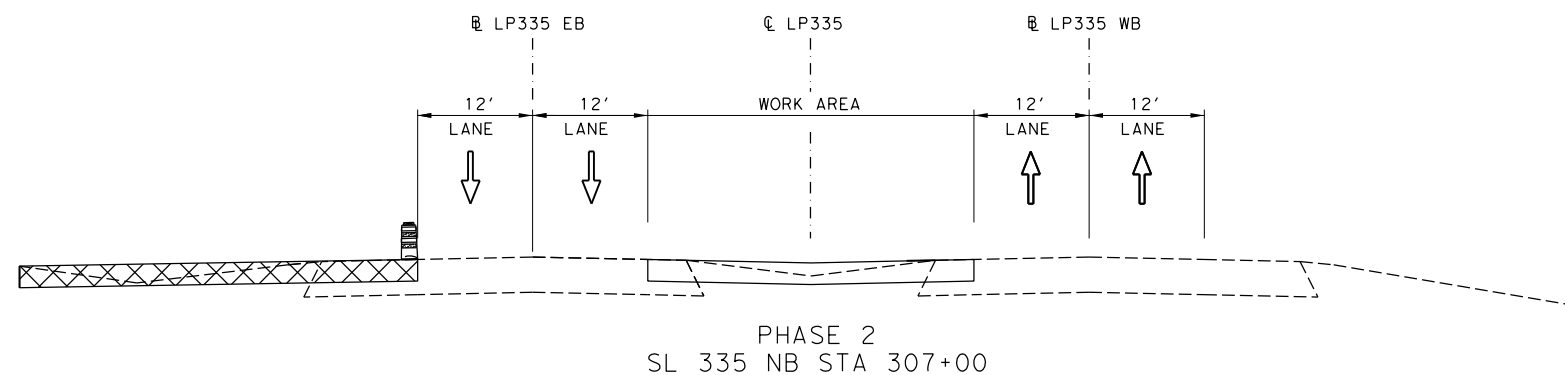 ℄ LP335 EB
℄ LP335
℄ LP335 WB
12' 12' WORK AREA 12' 12'
LANE LANE LANE LANE
PHASE 2
SL 335 NB STA 307+00